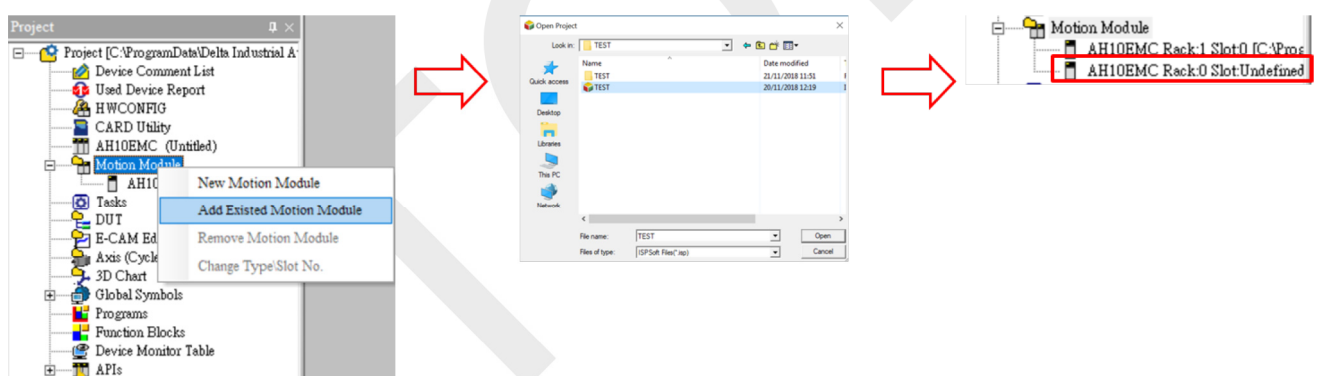 Project
Project [C:\ProgramData\Delta Industrial A
Device Comment List
Used Device Report
HWCONFIG
CARD Utility
AH10EMC (Untitled)
Motion Module
AH10
New Motion Module
Add Existed Motion Module
Remove Motion Module
Change Type\Slot No.
Tasks
DUT
E-CAM Ed
Axis (Cycle
3D Chart
Global Symbols
Programs
Function Blocks
Device Monitor Table
APIs
Open Project
Look in: TEST
Quick access
Desktop
Libraries
This PC
Network
Name Date modified
TEST 21/11/2018 11:51
TEST 20/11/2018 12:19
File name: TEST Open
Files of type: ISPSoft Files(*.isp) Cancel
Motion Module
AH10EMC Rack:1 Slot:0 [C:\Prog
AH10EMC Rack:0 Slot:Undefined